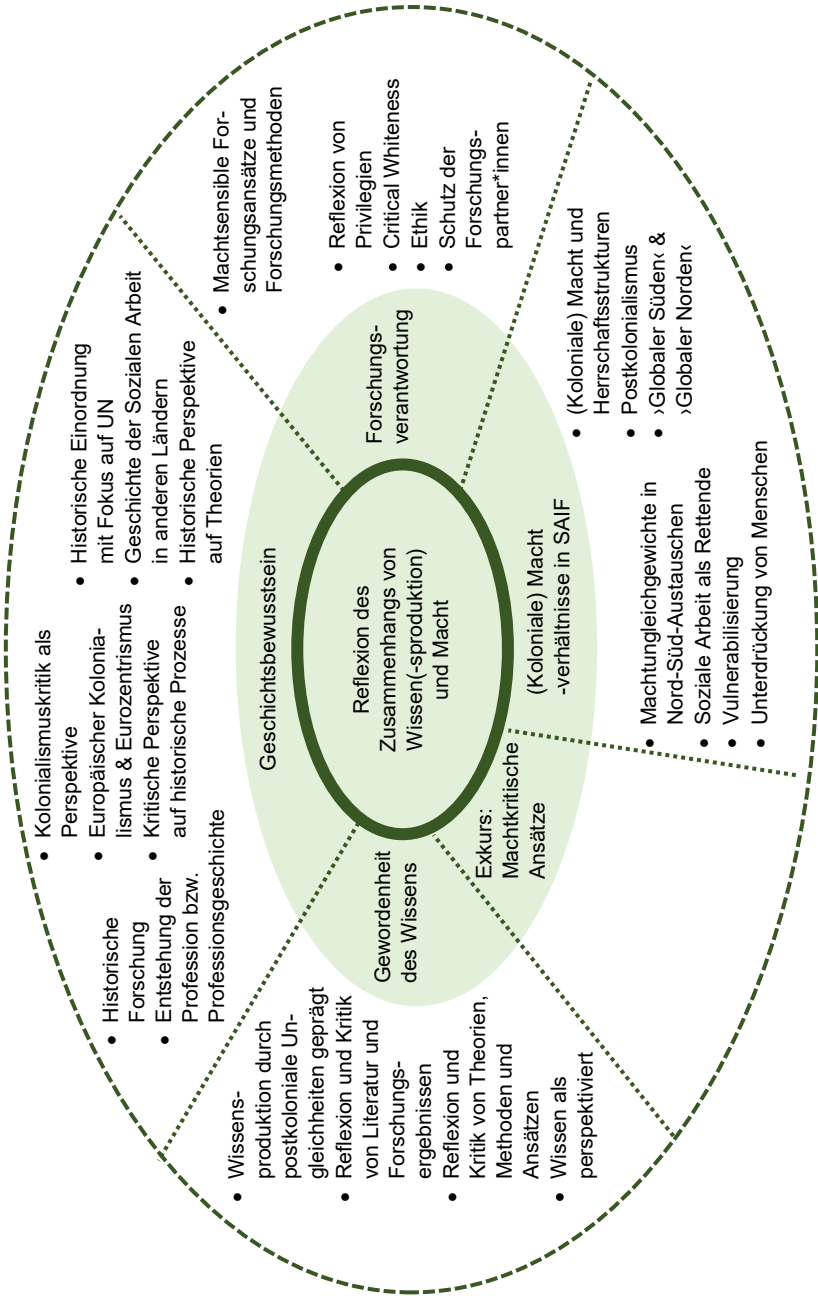 Reflexion des
Zusammenhangs von
Wissen(-sproduktion)
und Macht
Geschichtsbewusstsein
• Historische
Forschung
• Entstehung der
Profession bzw.
Professionsgeschichte
• Kolonialismuskritik als
Perspektive
• Europäischer Kolonia-
lismus & Eurozentrismus
• Kritische Perspektive
auf historische Prozesse
• Historische Einordnung
mit Fokus auf UN
• Geschichte der Sozialen Arbeit
in anderen Ländern
• Historische Perspektive
auf Theorien
Forschungs-
verantwortung
• Machtsensible For-
schungsansätze und
Forschungsmethoden
• Reflexion von
Privilegien
• Critical Whiteness
• Ethik
• Schutz der
Forschungs-
partner*innen
(Koloniale) Macht
-verhältnisse in SAIF
• (Koloniale) Macht und
Herrschaftsstrukturen
• Postkolonialismus
• ›Globaler Süden‹ &
›Globaler Norden‹
• Machtungleichgewichte in
Nord-Süd-Austauschen
• Soziale Arbeit als Rettende
• Vulnerabilisierung
• Unterdrückung von Menschen
Exkurs:
Machtkritische
Ansätze
Gewordenheit
des Wissens
• Wissens-
produktion durch
postkoloniale Un-
gleichheiten geprägt
• Reflexion und Kritik
von Literatur und
Forschungs-
ergebnissen
• Reflexion und
Kritik von Theorien,
Methoden und
Ansätzen
• Wissen als
perspektiviert